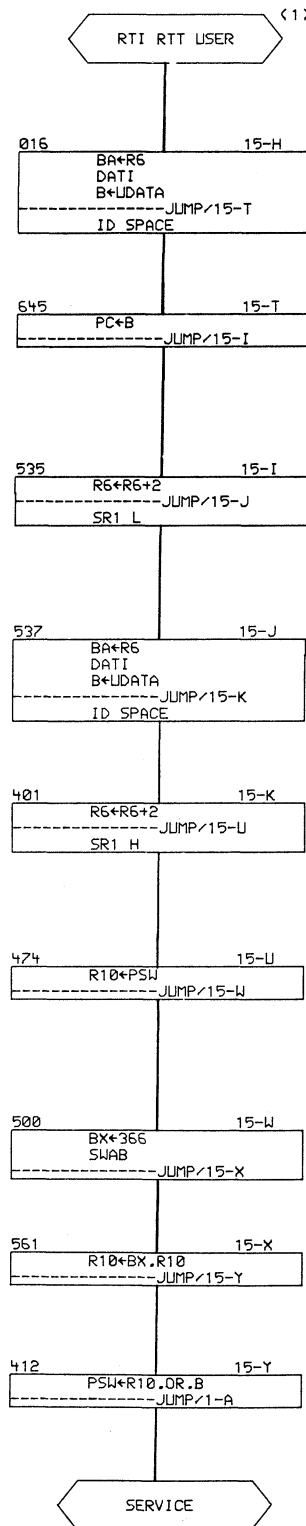 (1)
RTI RTT USER
016 15-H
BA←R6
DATI
B←UDATA
--------------JUMP/15-T
ID SPACE
645 15-T
PC←B
--------------JUMP/15-I
535 15-I
R6←R6+2
--------------JUMP/15-J
SR1 L
537 15-J
BA←R6
DATI
B←UDATA
--------------JUMP/15-K
ID SPACE
401 15-K
R6←R6+2
--------------JUMP/15-U
SR1 H
474 15-U
R10←PSW
--------------JUMP/15-W
500 15-W
BX←366
SWAB
--------------JUMP/15-X
561 15-X
R10←BX.R10
--------------JUMP/15-Y
412 15-Y
PSW←R10.OR.B
--------------JUMP/1-A
SERVICE